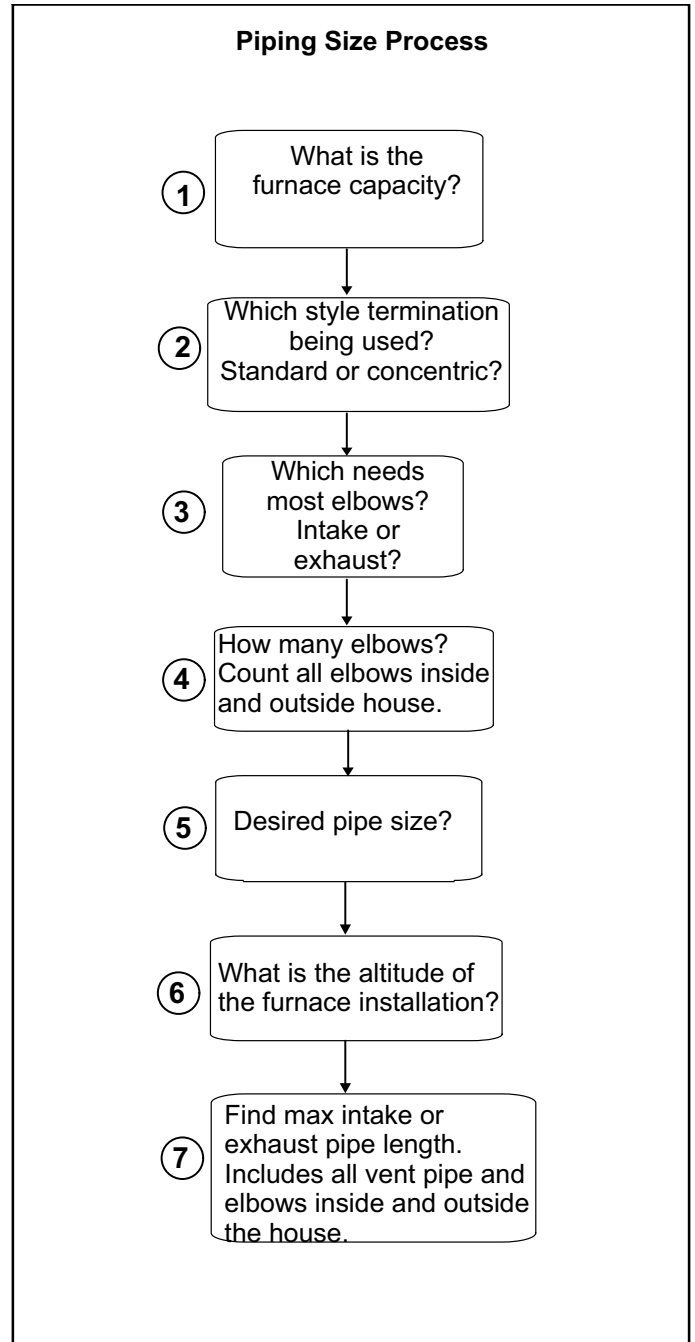 Piping Size Process
1
What is the
furnace capacity?
2
Which style termination
being used?
Standard or concentric?
3
Which needs
most elbows?
Intake or
exhaust?
4
How many elbows?
Count all elbows inside
and outside house.
5
Desired pipe size?
6
What is the altitude of
the furnace installation?
7
Find max intake or
exhaust pipe length.
Includes all vent pipe and
elbows inside and outside
the house.